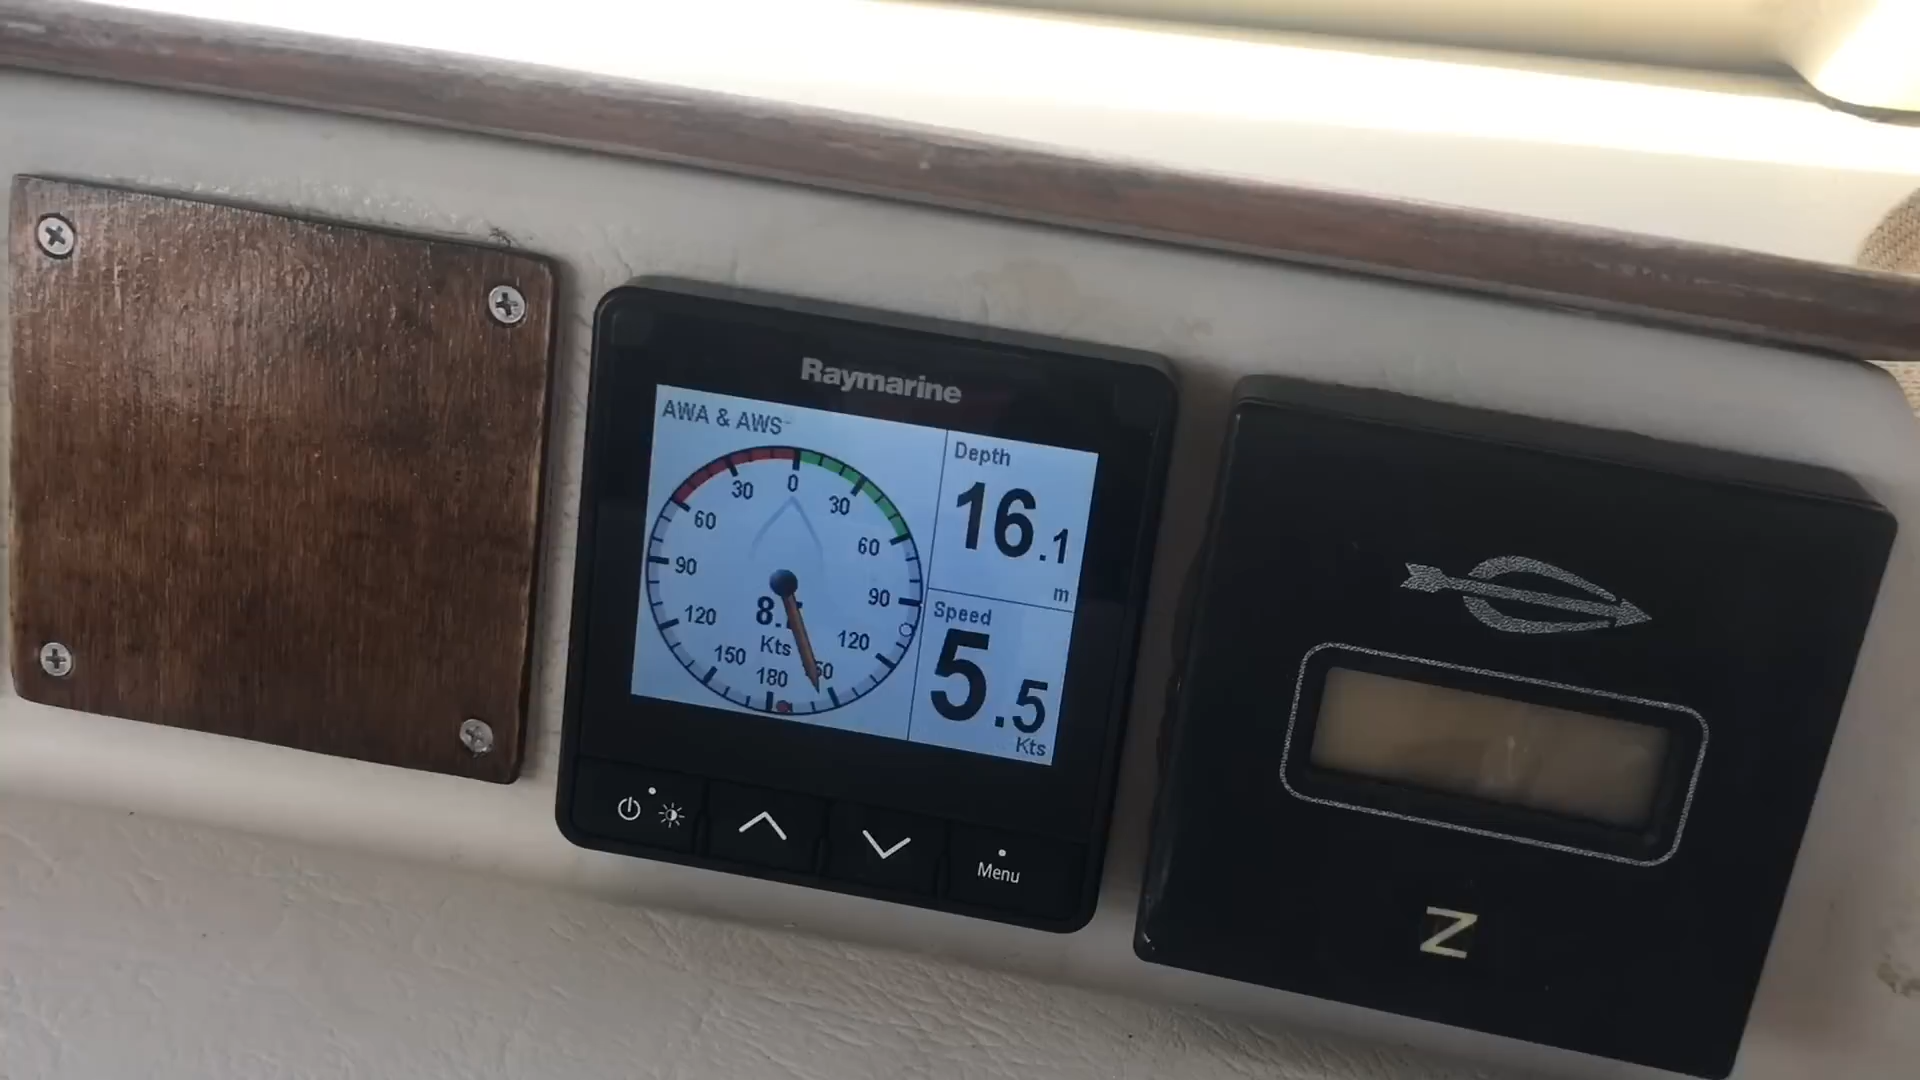 Raymarine
AWA & AWS
0
30
30
60
60
90
90
120
120
150
180
8.
Kts
Depth
16.1
m
Speed
5.5
Kts
Menu
Z